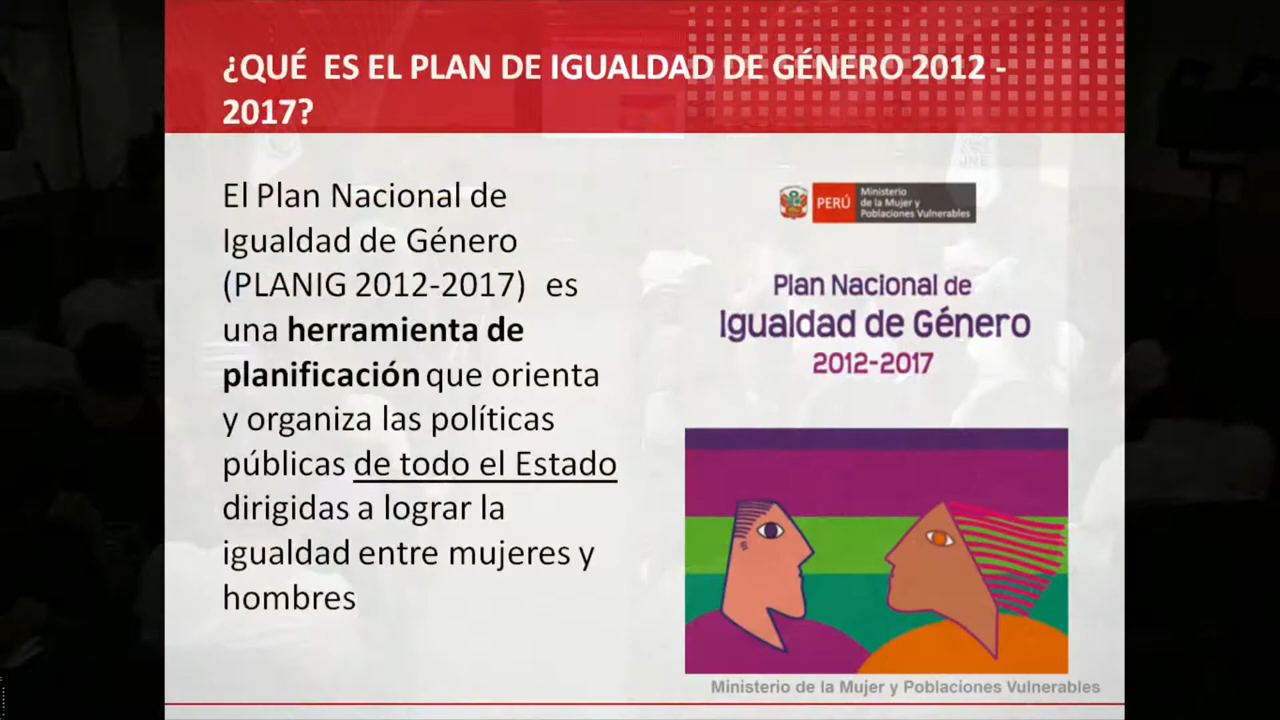 ¿QUÉ  ES EL PLAN DE IGUALDAD DE GÉNERO 2012 -
2017?
El Plan Nacional de
Igualdad de Género
(PLANIG 2012-2017)  es
una herramienta de
planificación que orienta
y organiza las políticas
públicas de todo el Estado
dirigidas a lograr la
igualdad entre mujeres y
hombres
JNE
PERÚ
Ministerio
de la Mujer y
Poblaciones Vulnerables
Plan Nacional de
Igualdad de Género
2012-2017
Ministerio de la Mujer y Poblaciones Vulnerables